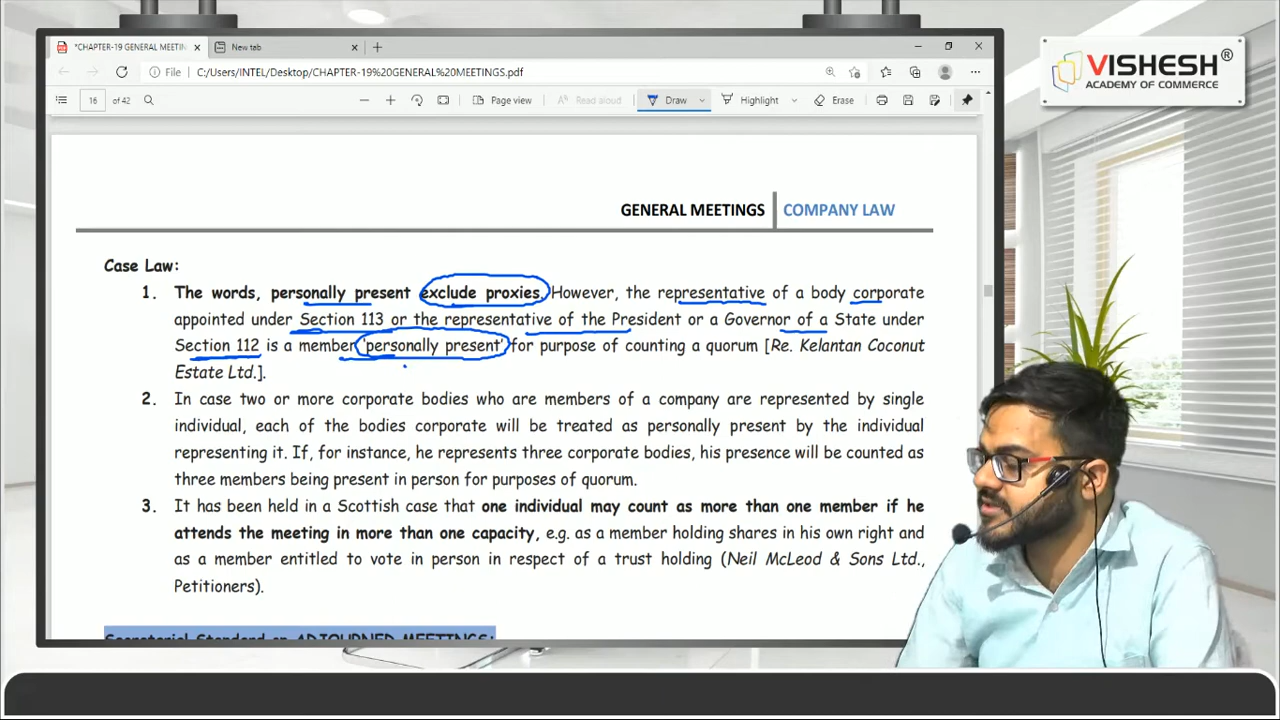 *CHAPTER-19 GENERAL MEETIN
New tab
File
C:/Users/INTEL/Desktop/CHAPTER-19%20GENERAL%20MEETINGS.pdf
16 of 42
Page view
Read aloud
Draw
Highlight
Erase
VISHESH®
ACADEMY OF COMMERCE
GENERAL MEETINGS COMPANY LAW
Case Law:
1. The words, personally present exclude proxies. However, the representative of a body corporate
appointed under Section 113 or the representative of the President or a Governor of a State under
Section 112 is a member 'personally present' for purpose of counting a quorum [Re. Kelantan Coconut
Estate Ltd.].
2. In case two or more corporate bodies who are members of a company are represented by single
individual, each of the bodies corporate will be treated as personally present by the individual
representing it. If, for instance, he represents three corporate bodies, his presence will be counted as
three members being present in person for purposes of quorum.
3. It has been held in a Scottish case that one individual may count as more than one member if he
attends the meeting in more than one capacity, e.g. as a member holding shares in his own right and
as a member entitled to vote in person in respect of a trust holding (Neil McLeod & Sons Ltd.,
Petitioners).
Secretarial Standard on ADJOURNED MEETINGS: